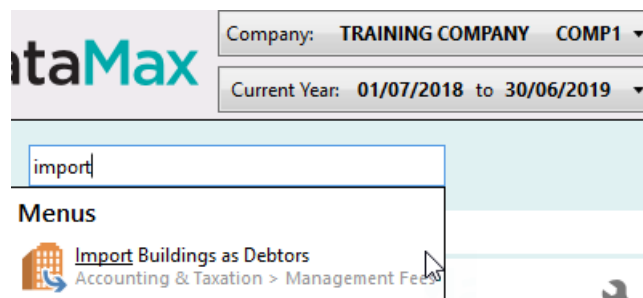 Company: TRAINING COMPANY COMP1
ataMax
Current Year: 01/07/2018 to 30/06/2019
import
Menus
Import Buildings as Debtors
Accounting & Taxation > Management Fees